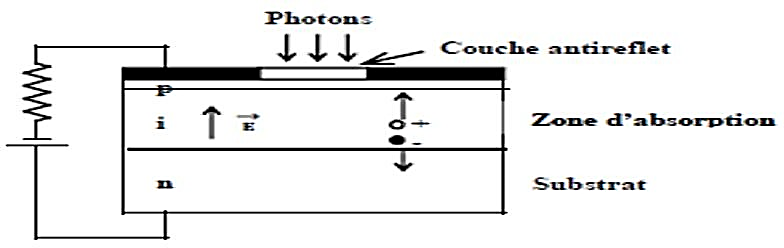 Photons
Couche antireflet
p
i
E
+
Zone d'absorption
-
n
Substrat